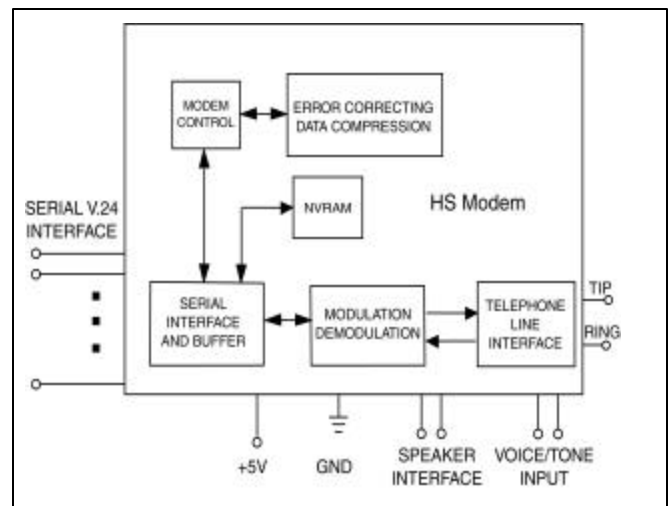 MODEM
CONTROL
ERROR CORRECTING
DATA COMPRESSION
NVRAM
HS Modem
SERIAL V.24
INTERFACE
SERIAL
INTERFACE
AND BUFFER
MODULATION
DEMODULATION
TELEPHONE
LINE
INTERFACE
TIP
RING
+5V
GND
SPEAKER
INTERFACE
VOICE/TONE
INPUT